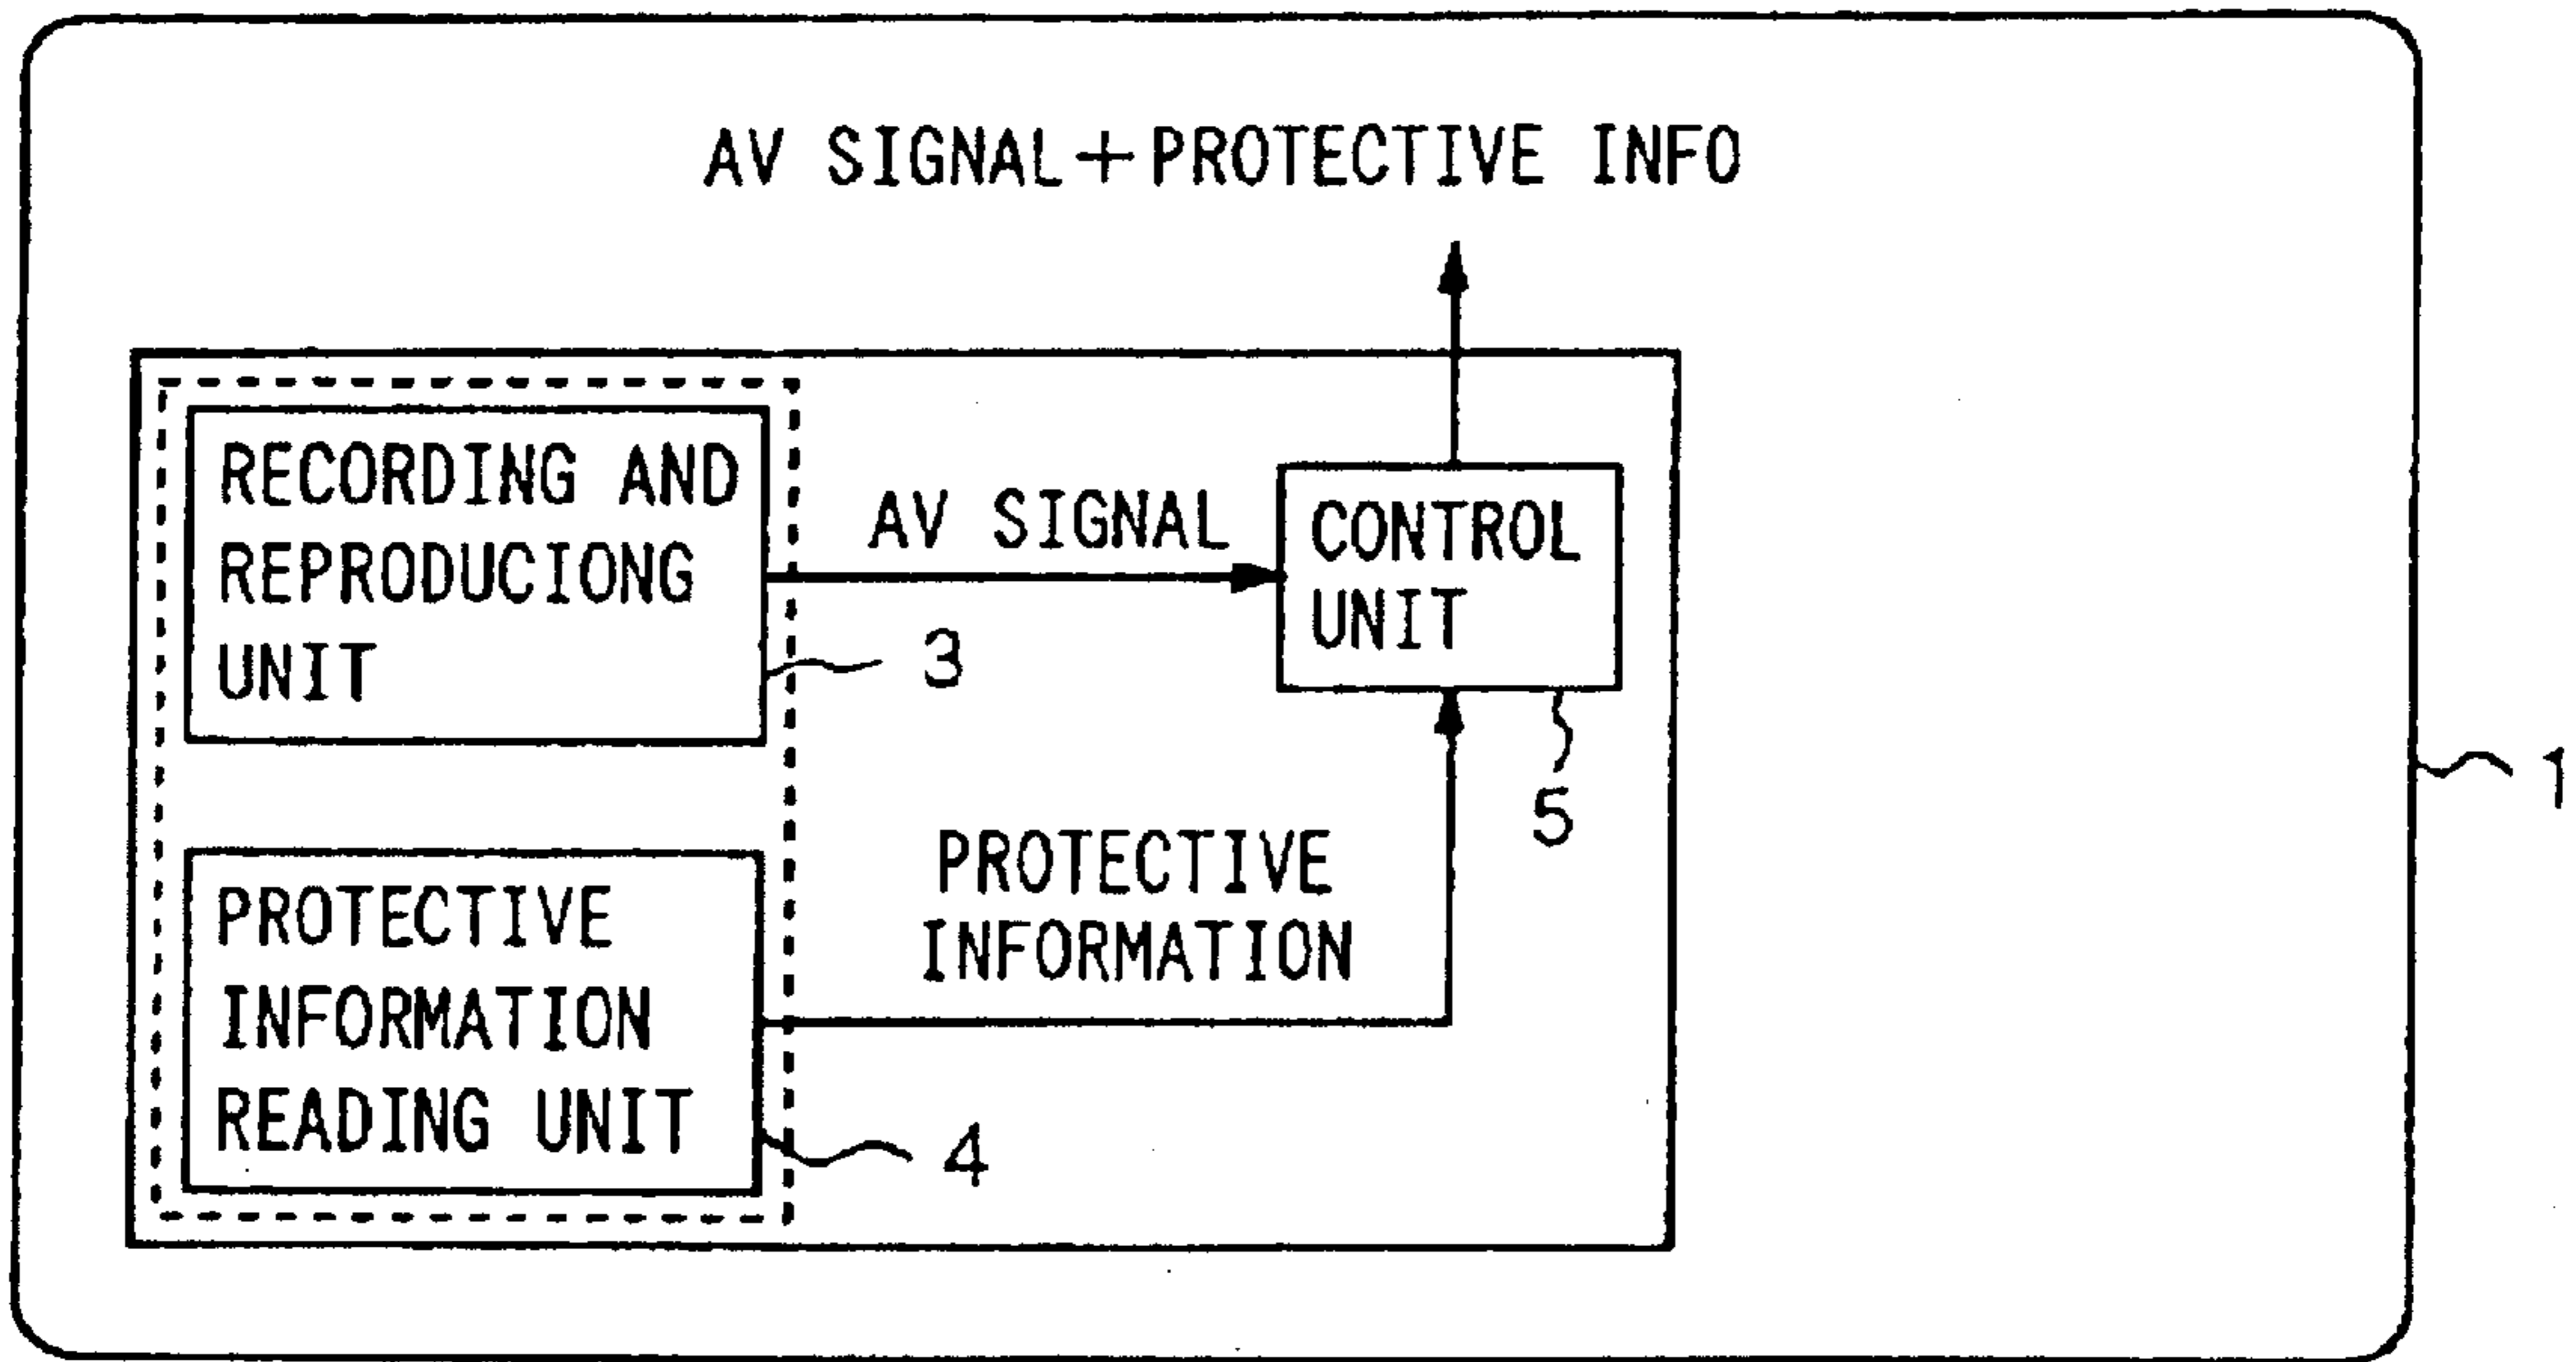 AV SIGNAL+PROTECTIVE INFO
RECORDING AND
REPRODUCIONG
UNIT
3
AV SIGNAL
CONTROL
UNIT
5
1
PROTECTIVE
INFORMATION
PROTECTIVE
INFORMATION
READING UNIT
4